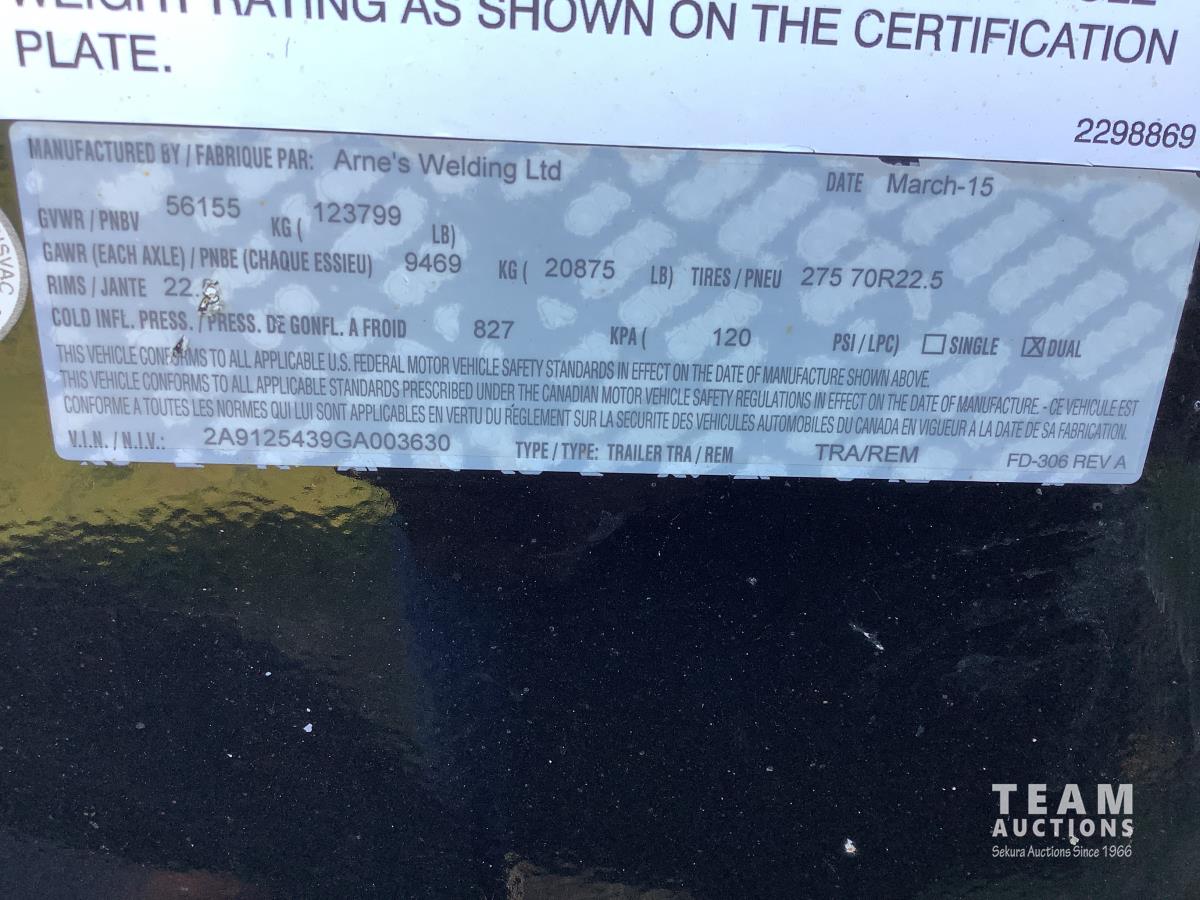 WEIGHT RATING AS SHOWN ON THE CERTIFICATION
PLATE.
2298869
MANUFACTURED BY / FABRIQUE PAR: Arne's Welding Ltd DATE March-15
GVWR / PNBV 56155 KG ( 123799 LB)
GAWR (EACH AXLE) / PNBE (CHAQUE ESSIEU) 9469 KG ( 20875 LB) TIRES / PNEU 275 70R22.5
RIMS / JANTE 22.
COLD INFL. PRESS. / PRESS. DE GONFL. A FROID 827 KPA ( 120 PSI / LPC) SINGLE DUAL
THIS VEHICLE CONFORMS TO ALL APPLICABLE U.S. FEDERAL MOTOR VEHICLE SAFETY STANDARDS IN EFFECT ON THE DATE OF MANUFACTURE SHOWN ABOVE.
THIS VEHICLE CONFORMS TO ALL APPLICABLE STANDARDS PRESCRIBED UNDER THE CANADIAN MOTOR VEHICLE SAFETY REGULATIONS IN EFFECT ON THE DATE OF MANUFACTURE. - CE VEHICULE EST
CONFORME A TOUTES LES NORMES QUI LUI SONT APPLICABLES EN VERTU DU RÉGLEMENT SUR LA SECURITE DES VEHICULES AUTOMOBILES DU CANADA EN VIGUEUR A LA DATE DE SA FABRICATION.
V.I.N. / N.I.V.: 2A9125439GA003630 TYPE / TYPE: TRAILER TRA / REM TRA/REM FD-306 REV A
TEAM
AUCTIONS
Sekura Auctions Since 1966